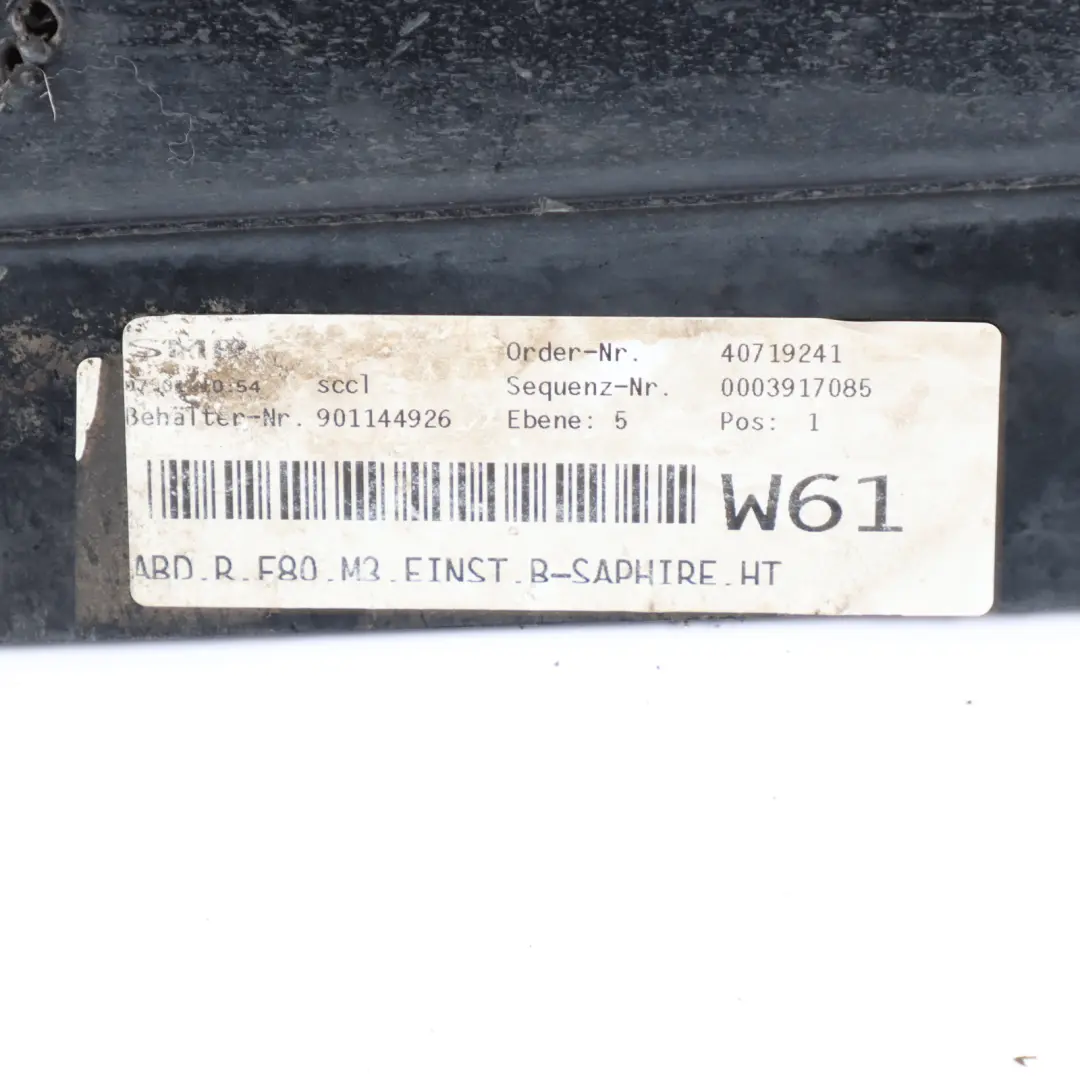 Order-Nr. 40719241
sccl Sequenz-Nr. 0003917085
Behälter-Nr. 901144926 Ebene: 5 Pos: 1
W61
ABD.R.F80.M3.EINST.B-SAPHIRE.HT